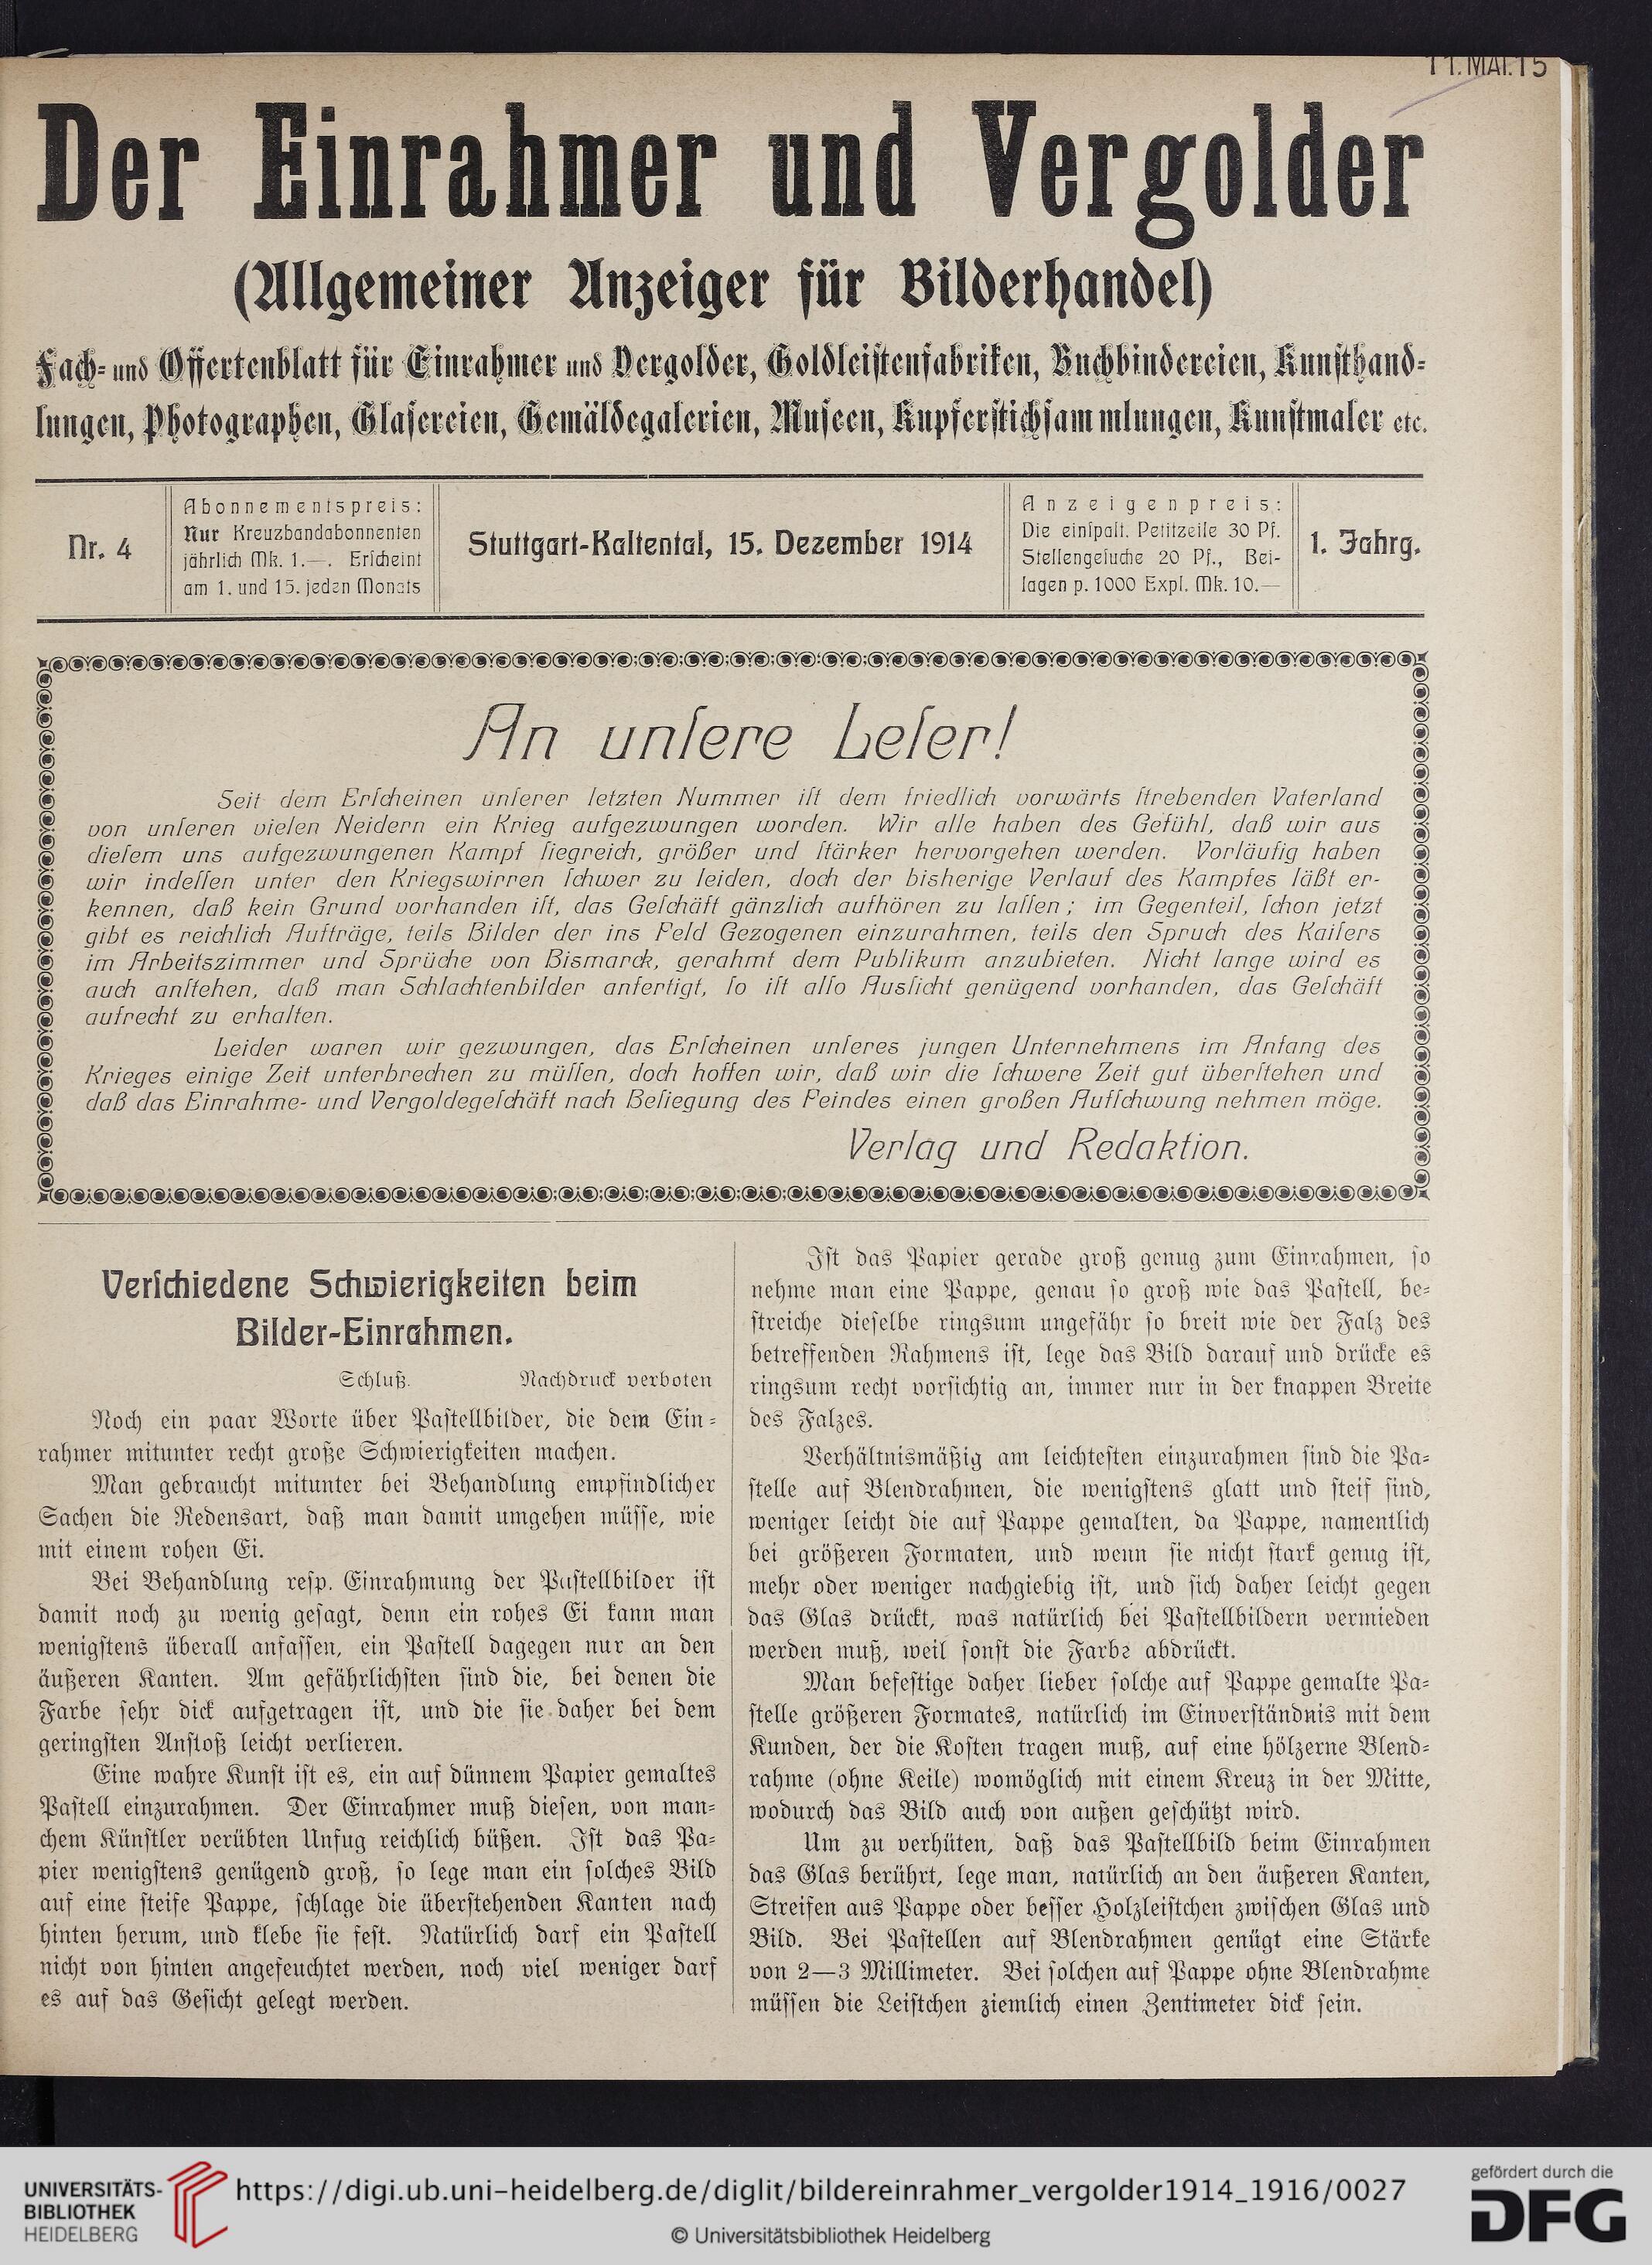 11. MAI. 15
Der Einrahmer und Vergolder
(Allgemeiner Anzeiger für Bilderhandel)
Fach- und Offertenblatt für Einrahmer und Vergolder, Goldleistenfabriken, Buchbindereien, Kunsthand-
lungen, Photographen, Glasereien, Gemäldegalerien, Museen, Kupferstichsammlungen, Kunstmaler etc.
Nr. 4
Abonnementspreis:
Nur Kreuzbandabonnenten
jährlich Mk. 1.—. Erſcheint
am 1. und 15. jeden Monats
Stuttgart-Kaltental, 15. Dezember 1914
Anzeigenpreis:
Die einſpalt. Petitzeile 30 Pf.
Stellengeſuche 20 Pf., Bei-
lagen p. 1000 Expl. Mk. 10.—
1. Jahrg.
An unſere Leſer!
Seit dem Erſcheinen unſerer letzten Nummer iſt dem friedlich vorwärts ſtrebenden Vaterland
von unſeren vielen Neidern ein Krieg aufgezwungen worden. Wir alle haben des Gefühl, daß wir aus
dieſem uns aufgezwungenen Kampf ſiegreich, größer und ſtärker hervorgehen werden. Vorläufig haben
wir indeſſen unter den Kriegswirren ſchwer zu leiden, doch der bisherige Verlauf des Kampfes läßt er-
kennen, daß kein Grund vorhanden iſt, das Geſchäft gänzlich aufhören zu laſſen; im Gegenteil, ſchon jetzt
gibt es reichlich Aufträge, teils Bilder der ins Feld Gezogenen einzurahmen, teils den Spruch des Kaiſers
im Arbeitszimmer und Sprüche von Bismarck, gerahmt dem Publikum anzubieten. Nicht lange wird es
auch anſtehen, daß man Schlachtenbilder anfertigt, ſo iſt alſo Ausſicht genügend vorhanden, das Geſchäft
aufrecht zu erhalten.
Leider waren wir gezwungen, das Erſcheinen unſeres jungen Unternehmens im Anfang des
Krieges einige Zeit unterbrechen zu müſſen, doch hoffen wir, daß wir die ſchwere Zeit gut überſtehen und
daß das Einrahme- und Vergoldegeſchäft nach Beſiegung des Feindes einen großen Aufſchwung nehmen möge.
Verlag und Redaktion.
Verſchiedene Schwierigkeiten beim
Bilder-Einrahmen.
Schluß. Nachdruck verboten
Noch ein paar Worte über Paſtellbilder, die dem Ein-
rahmer mitunter recht große Schwierigkeiten machen.
Man gebraucht mitunter bei Behandlung empfindlicher
Sachen die Redensart, daß man damit umgehen müſſe, wie
mit einem rohen Ei.
Bei Behandlung reſp. Einrahmung der Paſtellbilder iſt
damit noch zu wenig geſagt, denn ein rohes Ei kann man
wenigſtens überall anfaſſen, ein Paſtell dagegen nur an den
äußeren Kanten. Am gefährlichſten ſind die, bei denen die
Farbe ſehr dick aufgetragen iſt, und die ſie daher bei dem
geringſten Anſtoß leicht verlieren.
Eine wahre Kunſt iſt es, ein auf dünnem Papier gemaltes
Paſtell einzurahmen. Der Einrahmer muß dieſen, von man-
chem Künſtler verübten Unfug reichlich büßen. Iſt das Pa-
pier wenigſtens genügend groß, ſo lege man ein ſolches Bild
auf eine ſteife Pappe, ſchlage die überſtehenden Kanten nach
hinten herum, und klebe ſie feſt. Natürlich darf ein Paſtell
nicht von hinten angefeuchtet werden, noch viel weniger darf
es auf das Geſicht gelegt werden.
Iſt das Papier gerade groß genug zum Einrahmen, ſo
nehme man eine Pappe, genau ſo groß wie das Paſtell, be-
ſtreiche dieſelbe ringsum ungefähr ſo breit wie der Falz des
betreffenden Rahmens iſt, lege das Bild darauf und drücke es
ringsum recht vorſichtig an, immer nur in der knappen Breite
des Falzes.
Verhältnismäßig am leichteſten einzurahmen ſind die Pa-
ſtelle auf Blendrahmen, die wenigſtens glatt und ſteif ſind,
weniger leicht die auf Pappe gemalten, da Pappe, namentlich
bei größeren Formaten, und wenn ſie nicht ſtark genug iſt,
mehr oder weniger nachgiebig iſt, und ſich daher leicht gegen
das Glas drückt, was natürlich bei Paſtellbildern vermieden
werden muß, weil ſonſt die Farbe abdrückt.
Man befeſtige daher lieber ſolche auf Pappe gemalte Pa-
ſtelle größeren Formates, natürlich im Einverſtändnis mit dem
Kunden, der die Koſten tragen muß, auf eine hölzerne Blend-
rahme (ohne Keile) womöglich mit einem Kreuz in der Mitte,
wodurch das Bild auch von außen geſchützt wird.
Um zu verhüten, daß das Paſtellbild beim Einrahmen
das Glas berührt, lege man, natürlich an den äußeren Kanten,
Streifen aus Pappe oder beſſer Holzleiſtchen zwiſchen Glas und
Bild. Bei Paſtellen auf Blendrahmen genügt eine Stärke
von 2—3 Millimeter. Bei ſolchen auf Pappe ohne Blendrahme
müſſen die Leiſtchen ziemlich einen Zentimeter dick ſein.
UNIVERSITÄTS-
BIBLIOTHEK
HEIDELBERG
https://digi.ub.uni-heidelberg.de/diglit/bildereinrahmer_vergolder1914_1916/0027
© Universitätsbibliothek Heidelberg
gefördert durch die
DFG